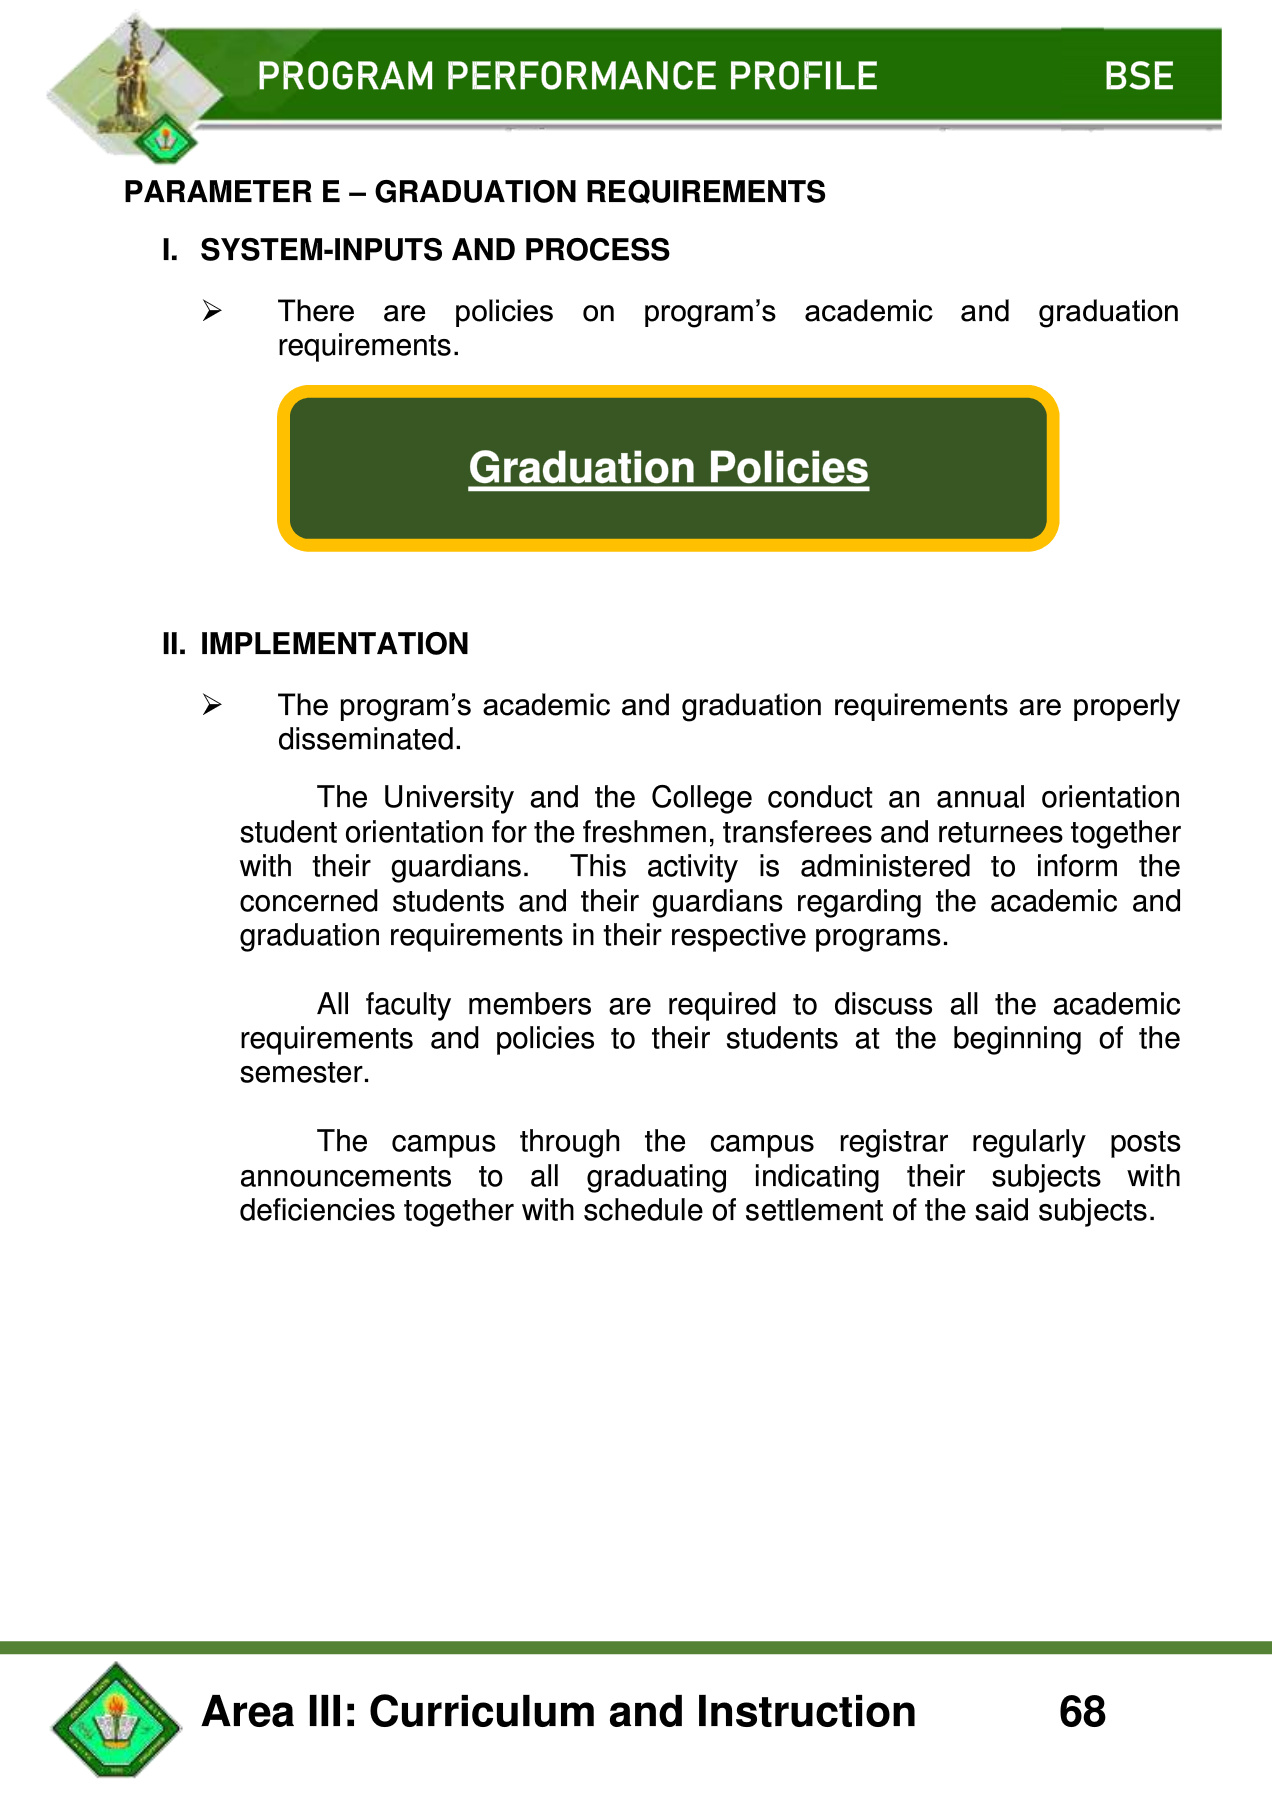 PROGRAM PERFORMANCE PROFILE BSE
PARAMETER E – GRADUATION REQUIREMENTS
I. SYSTEM-INPUTS AND PROCESS
➢ There are policies on program’s academic and graduation
requirements.
Graduation Policies
II. IMPLEMENTATION
➢ The program’s academic and graduation requirements are properly
disseminated.
The University and the College conduct an annual orientation
student orientation for the freshmen, transferees and returnees together
with their guardians. This activity is administered to inform the
concerned students and their guardians regarding the academic and
graduation requirements in their respective programs.
All faculty members are required to discuss all the academic
requirements and policies to their students at the beginning of the
semester.
The campus through the campus registrar regularly posts
announcements to all graduating indicating their subjects with
deficiencies together with schedule of settlement of the said subjects.
Area III: Curriculum and Instruction 68